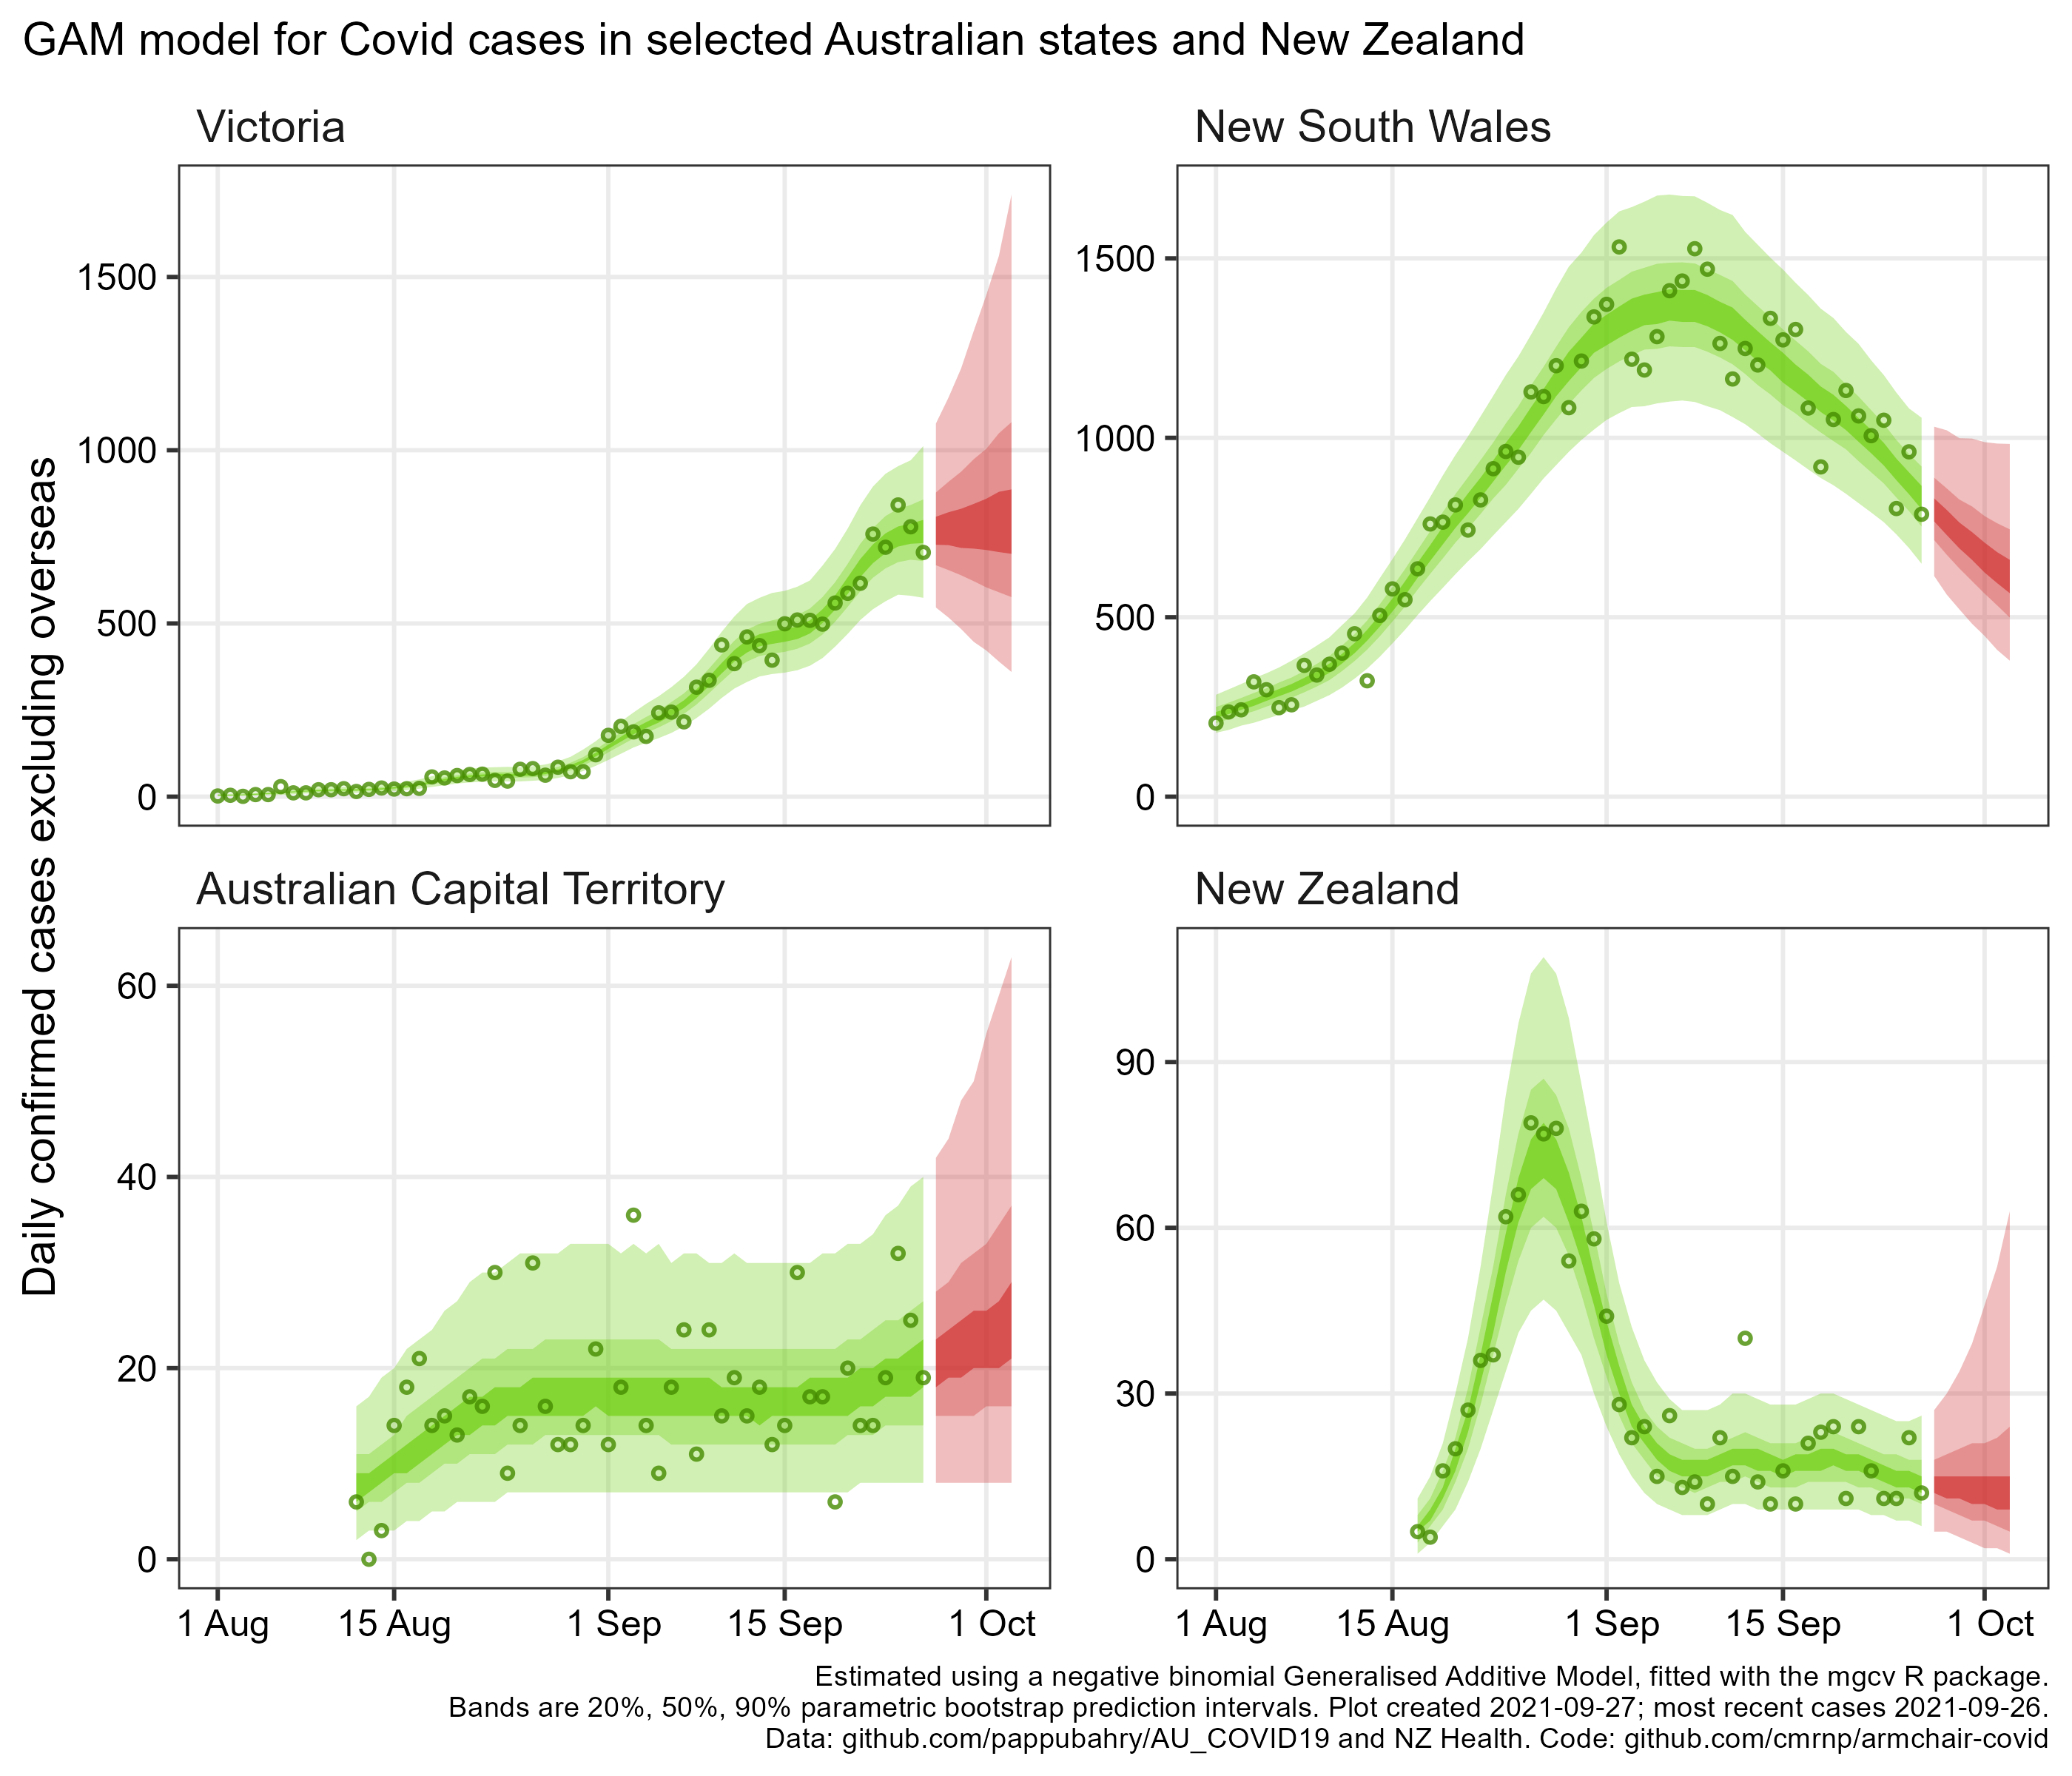 GAM model for Covid cases in selected Australian states and New Zealand
Daily confirmed cases excluding overseas
Victoria
1500
1000
500
0
New South Wales
1500
1000
500
0
Australian Capital Territory
60
40
20
0
1 Aug 15 Aug 1 Sep 15 Sep 1 Oct
New Zealand
90
60
30
0
1 Aug 15 Aug 1 Sep 15 Sep 1 Oct
Estimated using a negative binomial Generalised Additive Model, fitted with the mgcv R package.
Bands are 20%, 50%, 90% parametric bootstrap prediction intervals. Plot created 2021-09-27; most recent cases 2021-09-26.
Data: github.com/pappubahry/AU_COVID19 and NZ Health. Code: github.com/cmrnp/armchair-covid